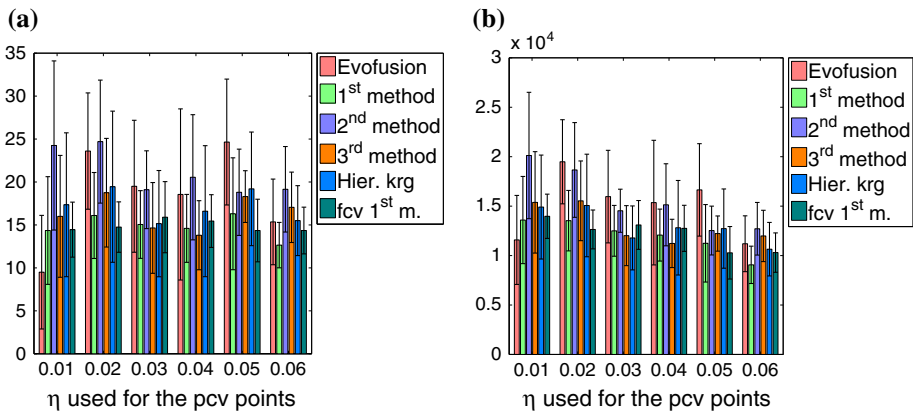 (a)
35
30
25
20
15
10
5
0
0.01 0.02 0.03 0.04 0.05 0.06
η used for the pcv points
Evofusion
1st method
2nd method
3rd method
Hier. krg
fcv 1st m.
(b)
x 10^4
3
2.5
2
1.5
1
0.5
0
0.01 0.02 0.03 0.04 0.05 0.06
η used for the pcv points
Evofusion
1st method
2nd method
3rd method
Hier. krg
fcv 1st m.